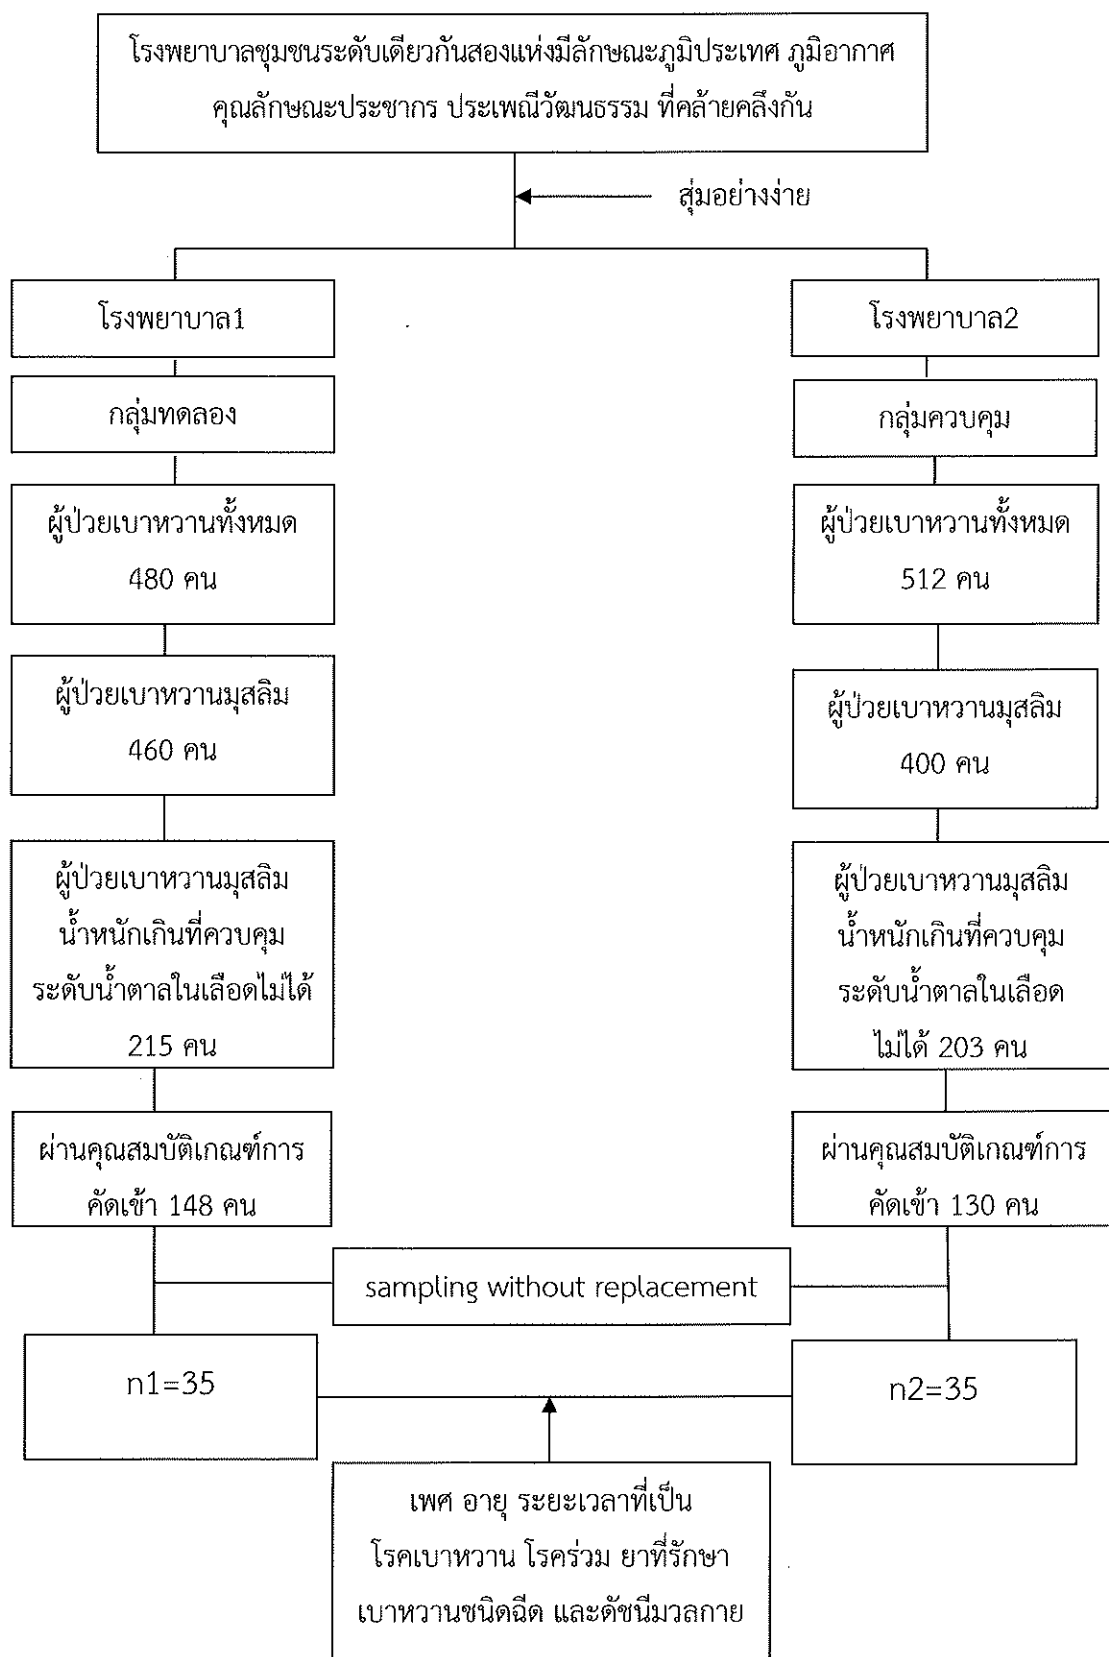 โรงพยาบาลชุมชนระดับเดียวกันสองแห่งมีลักษณะภูมิประเทศ ภูมิอากาศ
คุณลักษณะประชากร ประเพณีวัฒนธรรม ที่คล้ายคลึงกัน
สุ่มอย่างง่าย
โรงพยาบาล1
กลุ่มทดลอง
ผู้ป่วยเบาหวานทั้งหมด
480 คน
ผู้ป่วยเบาหวานมุสลิม
460 คน
ผู้ป่วยเบาหวานมุสลิม
น้ำหนักเกินที่ควบคุม
ระดับน้ำตาลในเลือดไม่ได้
215 คน
ผ่านคุณสมบัติเกณฑ์การ
คัดเข้า 148 คน
โรงพยาบาล2
กลุ่มควบคุม
ผู้ป่วยเบาหวานทั้งหมด
512 คน
ผู้ป่วยเบาหวานมุสลิม
400 คน
ผู้ป่วยเบาหวานมุสลิม
น้ำหนักเกินที่ควบคุม
ระดับน้ำตาลในเลือด
ไม่ได้ 203 คน
ผ่านคุณสมบัติเกณฑ์การ
คัดเข้า 130 คน
sampling without replacement
n1=35
n2=35
เพศ อายุ ระยะเวลาที่เป็น
โรคเบาหวาน โรคร่วม ยาที่รักษา
เบาหวานชนิดฉีด และดัชนีมวลกาย